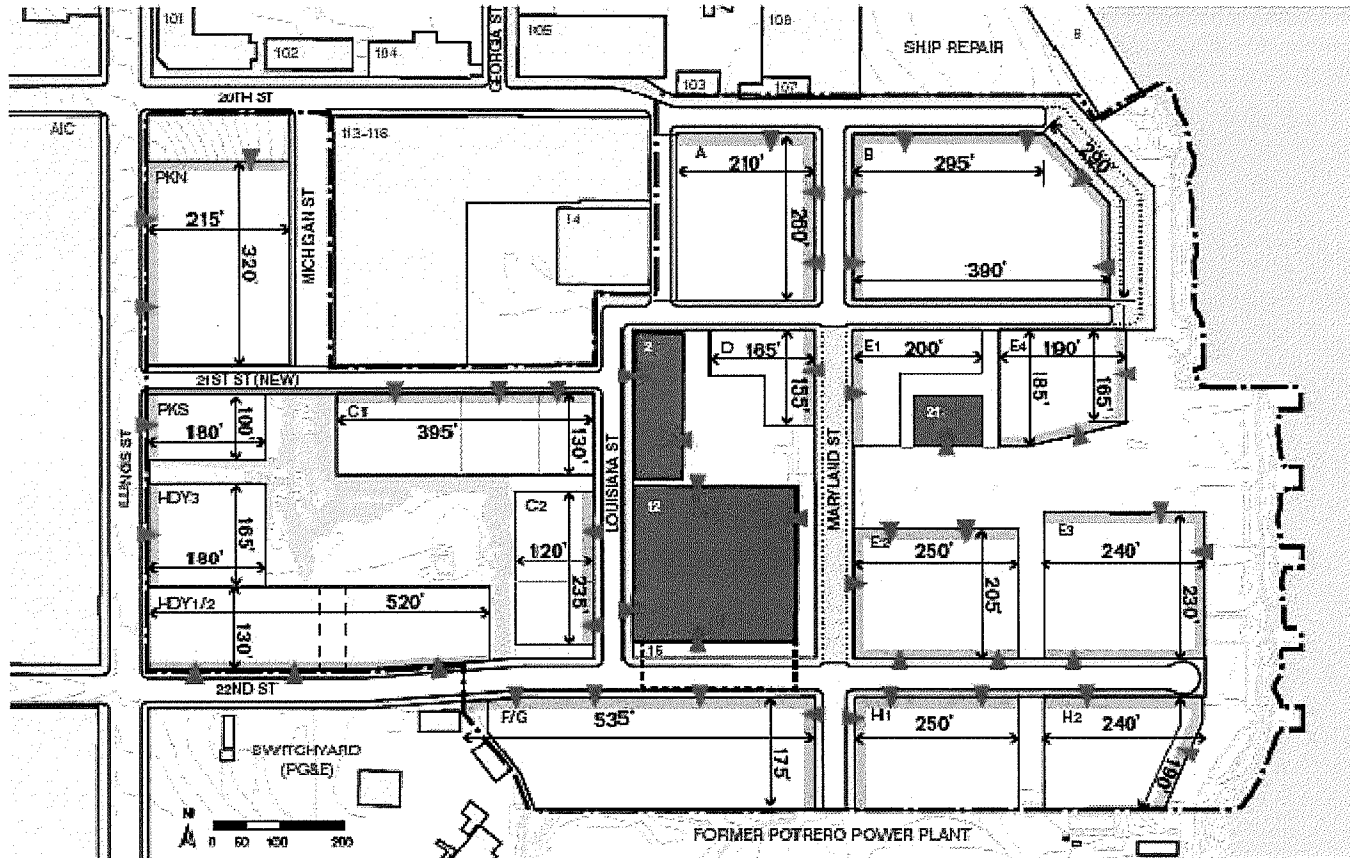 101
102
104
GEORGIA ST
105
108
SHIP REPAIR
6
103
107
20TH ST
AIC
113-116
A
210'
260'
B
295'
280'
390'
PKN
215'
320'
MICHIGAN ST
14
21ST ST (NEW)
PKS
180'
100'
C1
395'
130'
2
D
165'
155'
E1
200'
21
E4
190'
185'
165'
ILLINOIS ST
HDY3
180'
165'
C2
120'
235'
LOUISIANA ST
12
MARYLAND ST
E2
250'
205'
E3
240'
230'
HDY1/2
520'
130'
15
22ND ST
F/G
535'
175'
H1
250'
H2
240'
190'
SWITCHYARD
(PG&E)
N
0 50 100 200
FORMER POTRERO POWER PLANT